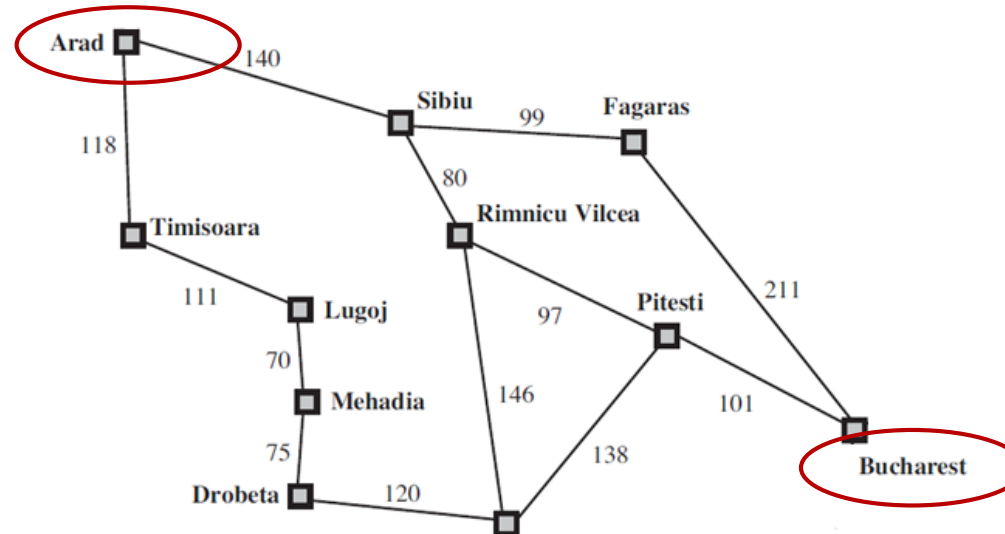 Arad
140
Sibiu
99
Fagaras
118
80
Timisoara
Rimnicu Vilcea
111
Lugoj
97
Pitesti
211
70
Mehadia
146
101
75
138
Bucharest
Drobeta
120